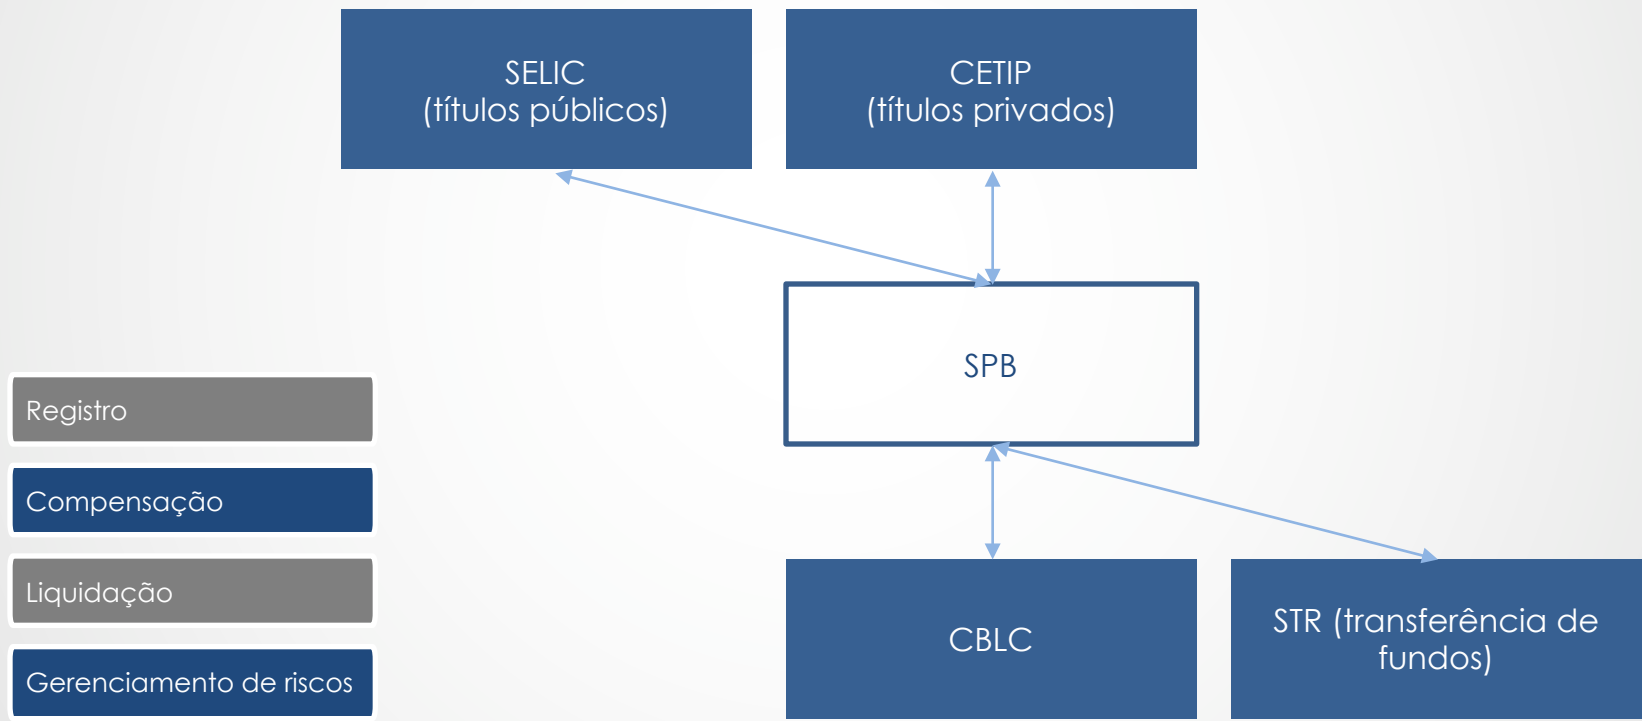 SELIC
(títulos públicos)
CETIP
(títulos privados)
SPB
Registro
Compensação
Liquidação
Gerenciamento de riscos
CBLC
STR (transferência de
fundos)